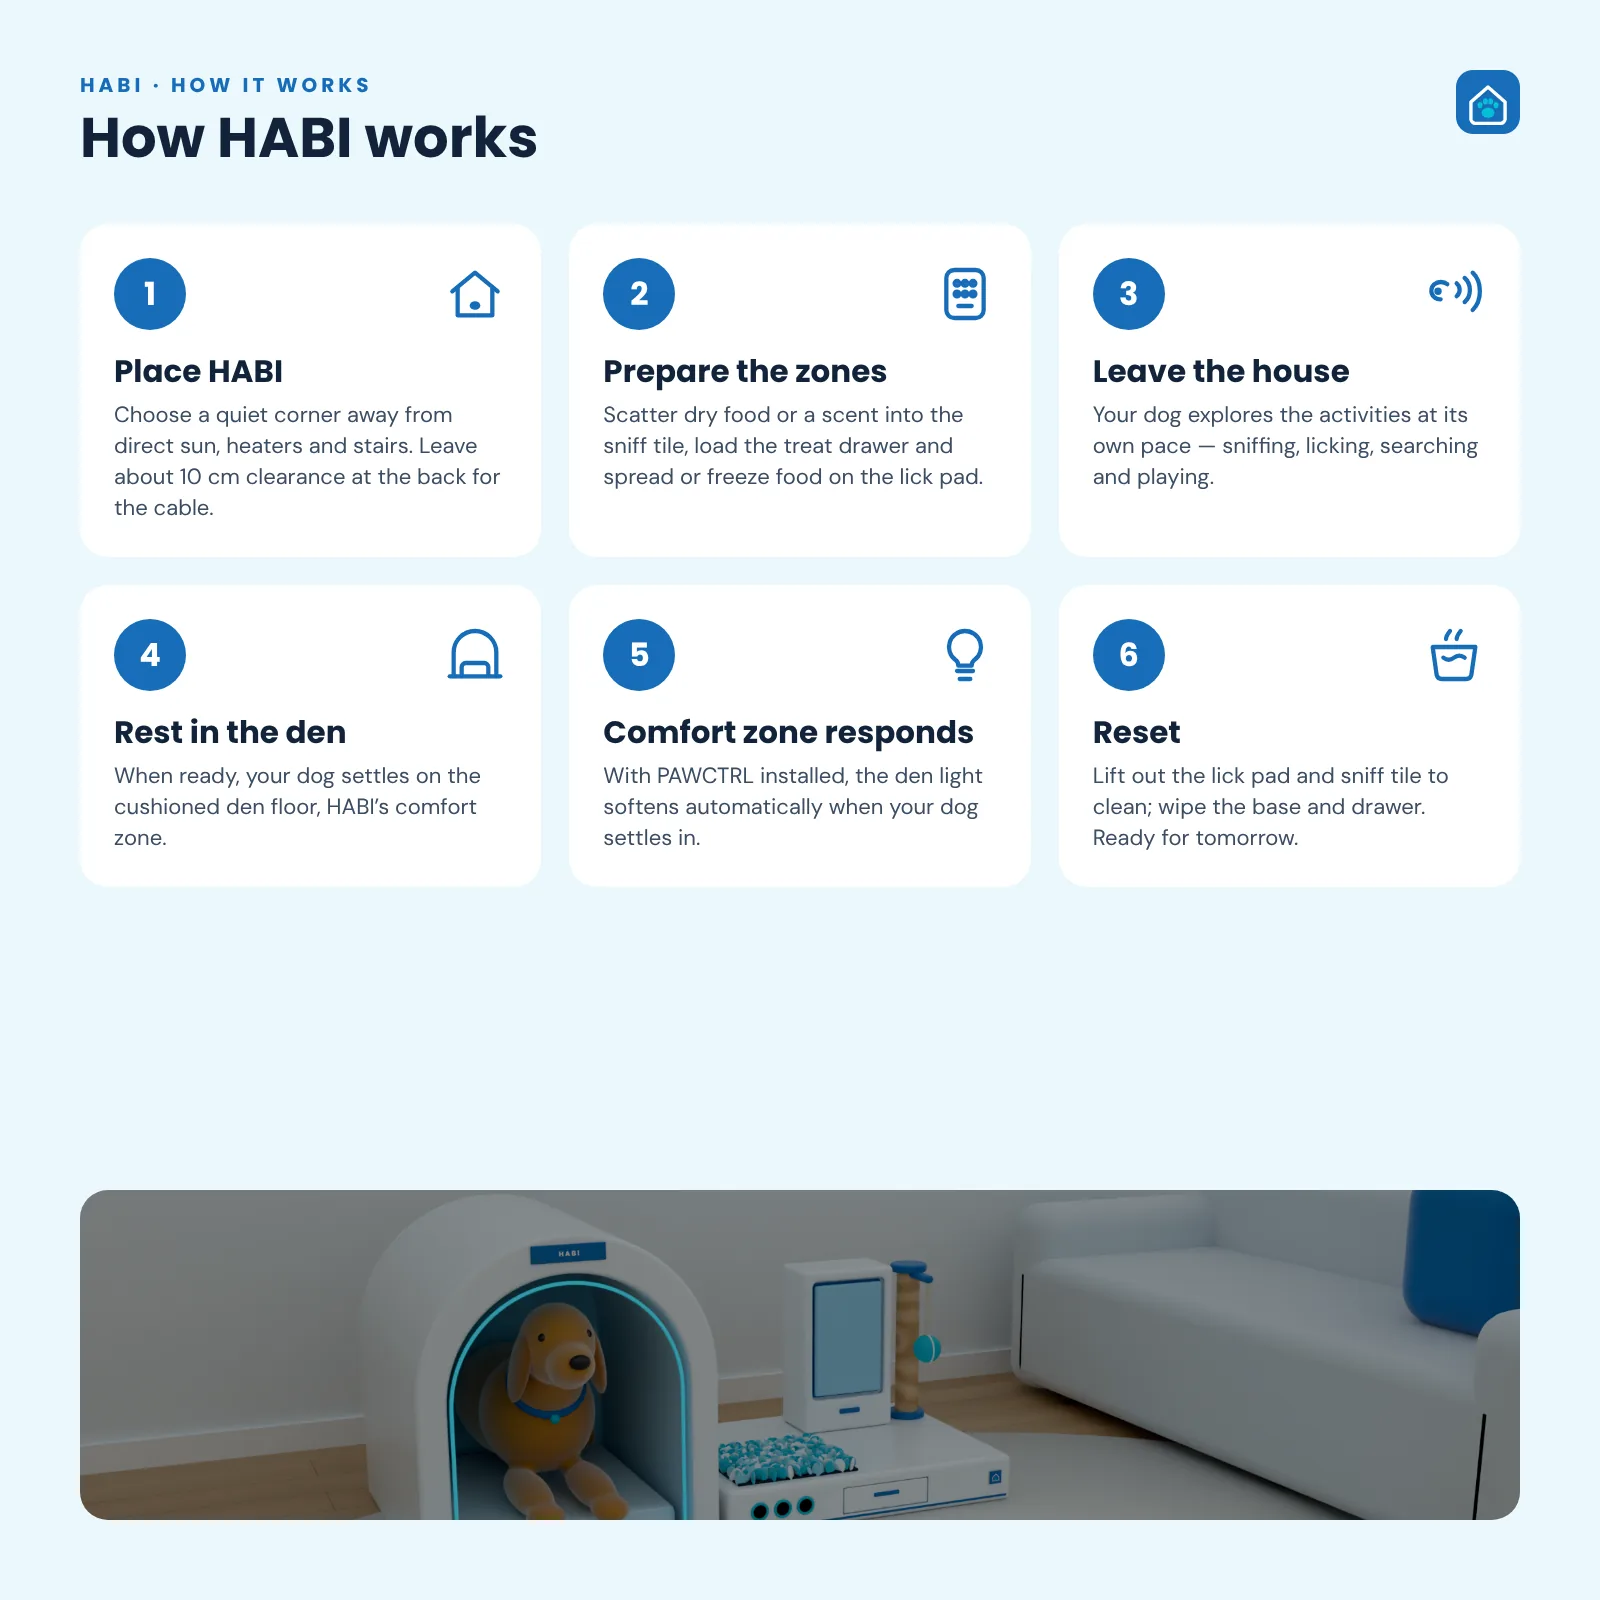 HABI · HOW IT WORKS
How HABI works
1
Place HABI
Choose a quiet corner away from
direct sun, heaters and stairs. Leave
about 10 cm clearance at the back for
the cable.
2
Prepare the zones
Scatter dry food or a scent into the
sniff tile, load the treat drawer and
spread or freeze food on the lick pad.
3
Leave the house
Your dog explores the activities at its
own pace — sniffing, licking, searching
and playing.
4
Rest in the den
When ready, your dog settles on the
cushioned den floor, HABI’s comfort
zone.
5
Comfort zone responds
With PAWCTRL installed, the den light
softens automatically when your dog
settles in.
6
Reset
Lift out the lick pad and sniff tile to
clean; wipe the base and drawer.
Ready for tomorrow.
HABI